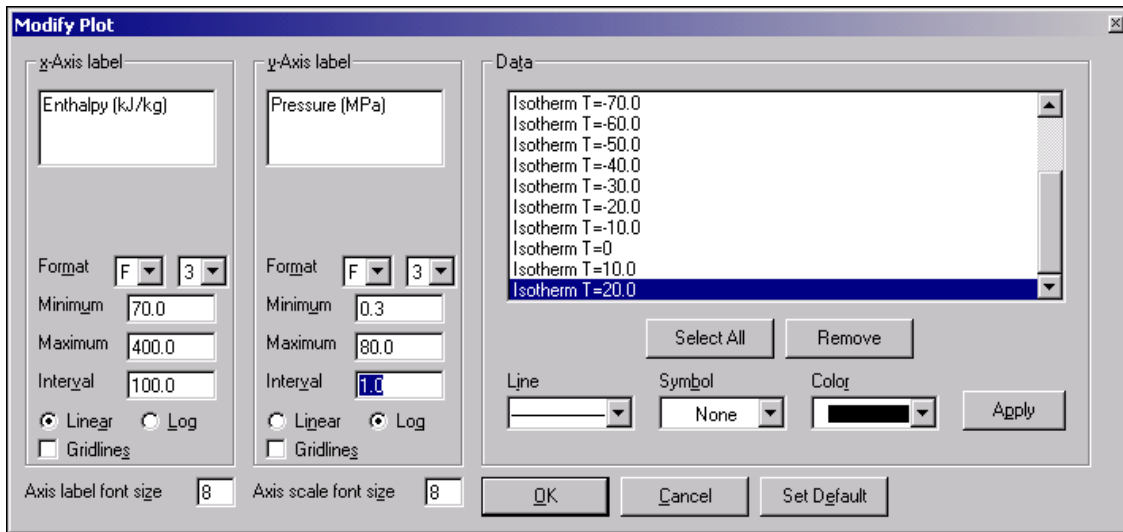 Modify Plot
x-Axis label
Enthalpy (kJ/kg)
Format F 3
Minimum 70.0
Maximum 400.0
Interval 100.0
Linear Log
Gridlines
y-Axis label
Pressure (MPa)
Format F 3
Minimum 0.3
Maximum 80.0
Interval 1.0
Linear Log
Gridlines
Axis label font size 8
Axis scale font size 8
Data
Isotherm T=-70.0
Isotherm T=-60.0
Isotherm T=-50.0
Isotherm T=-40.0
Isotherm T=-30.0
Isotherm T=-20.0
Isotherm T=-10.0
Isotherm T=0
Isotherm T=10.0
Isotherm T=20.0
Select All Remove
Line Symbol Color
None Apply
OK Cancel Set Default